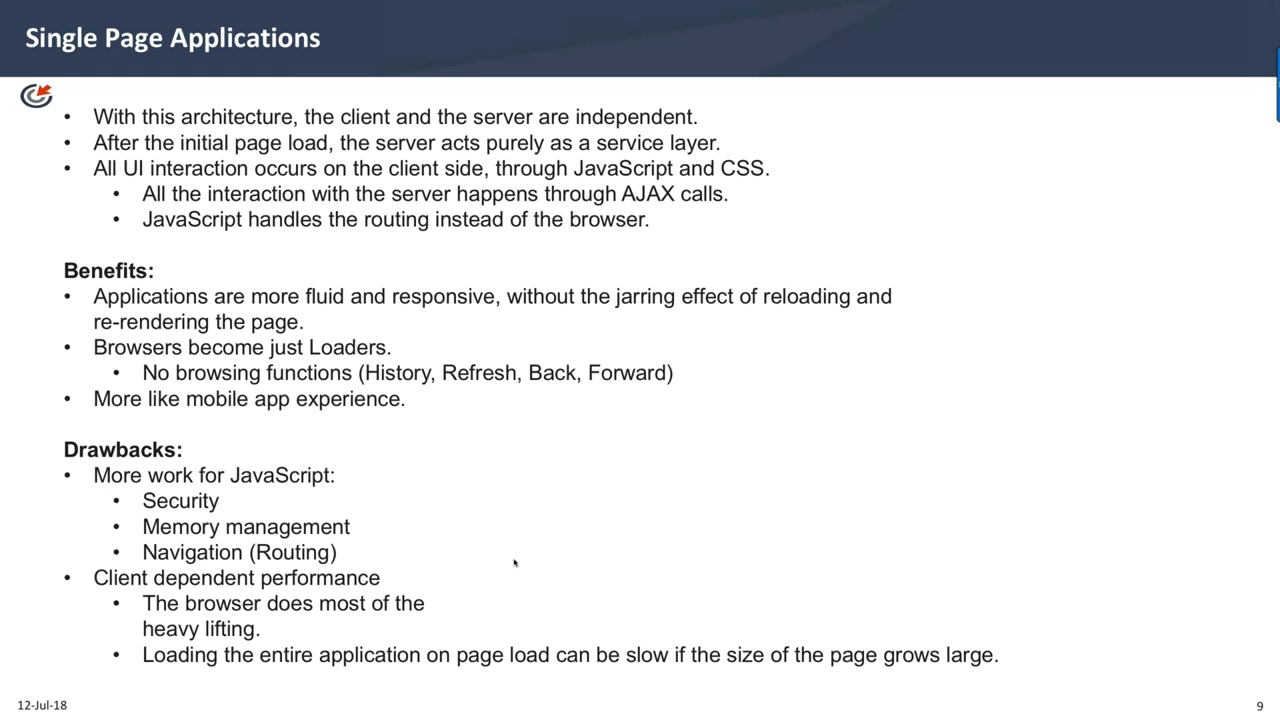 Single Page Applications
• With this architecture, the client and the server are independent.
• After the initial page load, the server acts purely as a service layer.
• All UI interaction occurs on the client side, through JavaScript and CSS.
• All the interaction with the server happens through AJAX calls.
• JavaScript handles the routing instead of the browser.
Benefits:
• Applications are more fluid and responsive, without the jarring effect of reloading and
re-rendering the page.
• Browsers become just Loaders.
• No browsing functions (History, Refresh, Back, Forward)
• More like mobile app experience.
Drawbacks:
• More work for JavaScript:
• Security
• Memory management
• Navigation (Routing)
• Client dependent performance
• The browser does most of the
heavy lifting.
• Loading the entire application on page load can be slow if the size of the page grows large.
12-Jul-18
9